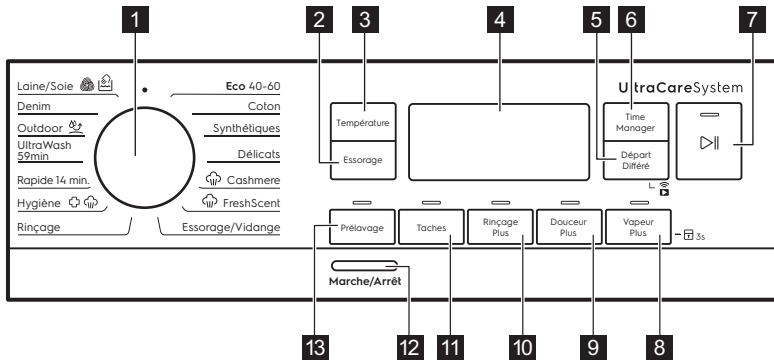 1
2
3
4
5
6
7
Laine/Soie
Denim
Outdoor
UltraWash
59min
Rapide 14 min.
Hygiène
Rinçage
Eco 40-60
Coton
Synthétiques
Délicats
Cashmere
FreshScent
Essorage/Vidange
Température
Essorage
UltraCareSystem
Time
Manager
Départ
Différé
Prélavage
Taches
Rinçage
Plus
Douceur
Plus
Vapeur
Plus
3s
Marche/Arrêt
13
12
11
10
9
8